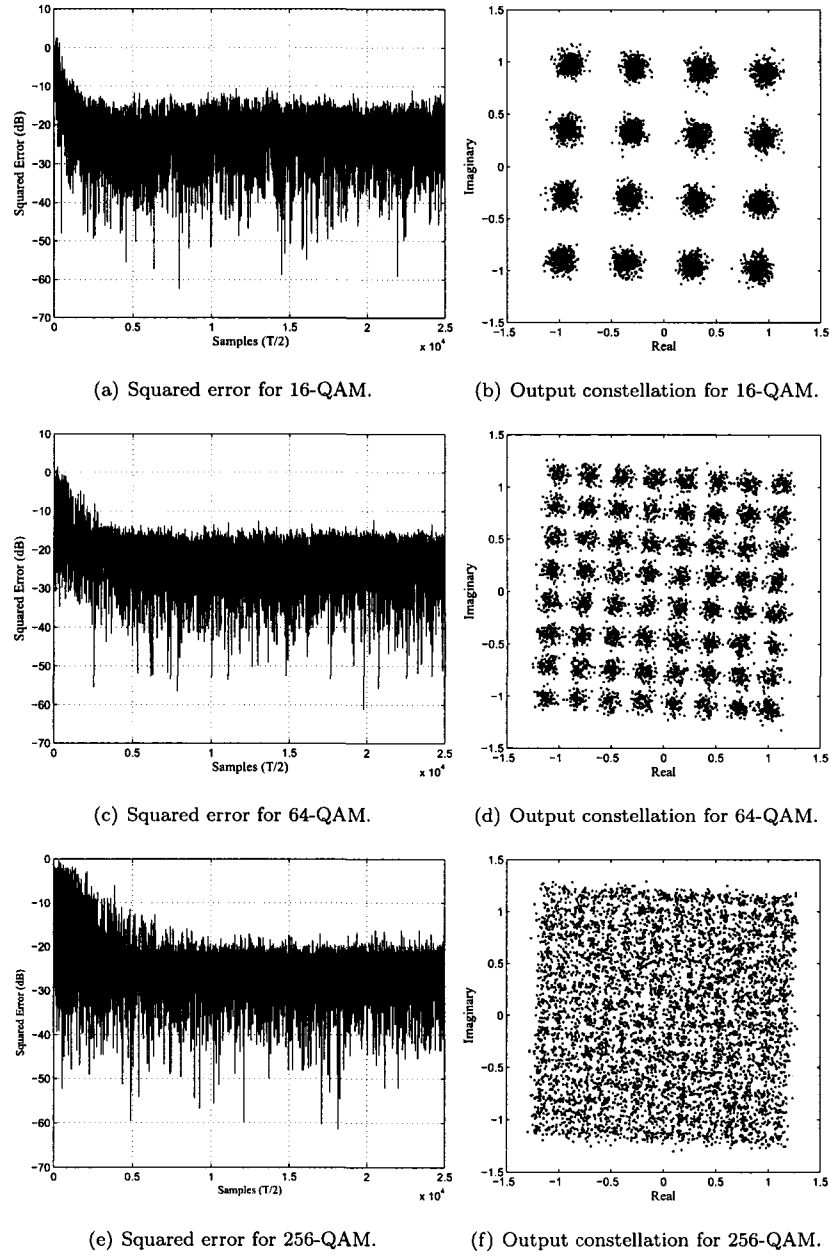 10
0
−10
−20
−30
−40
−50
−60
−70
Squared Error (dB)
0 0.5 1 1.5 2 2.5
Samples (T/2)
x 10^4
1.5
1
0.5
0
−0.5
−1
−1.5
Imaginary
−1.5 −1 −0.5 0 0.5 1 1.5
Real
(a) Squared error for 16-QAM.
(b) Output constellation for 16-QAM.
10
0
−10
−20
−30
−40
−50
−60
−70
Squared Error (dB)
0 0.5 1 1.5 2 2.5
Samples (T/2)
x 10^4
1.5
1
0.5
0
−0.5
−1
−1.5
Imaginary
−1.5 −1 −0.5 0 0.5 1 1.5
Real
(c) Squared error for 64-QAM.
(d) Output constellation for 64-QAM.
0
−10
−20
−30
−40
−50
−60
−70
Squared Error (dB)
0 0.5 1 1.5 2 2.5
Samples (T/2)
x 10^4
1.5
1
0.5
0
−0.5
−1
−1.5
Imaginary
−1.5 −1 −0.5 0 0.5 1 1.5
Real
(e) Squared error for 256-QAM.
(f) Output constellation for 256-QAM.